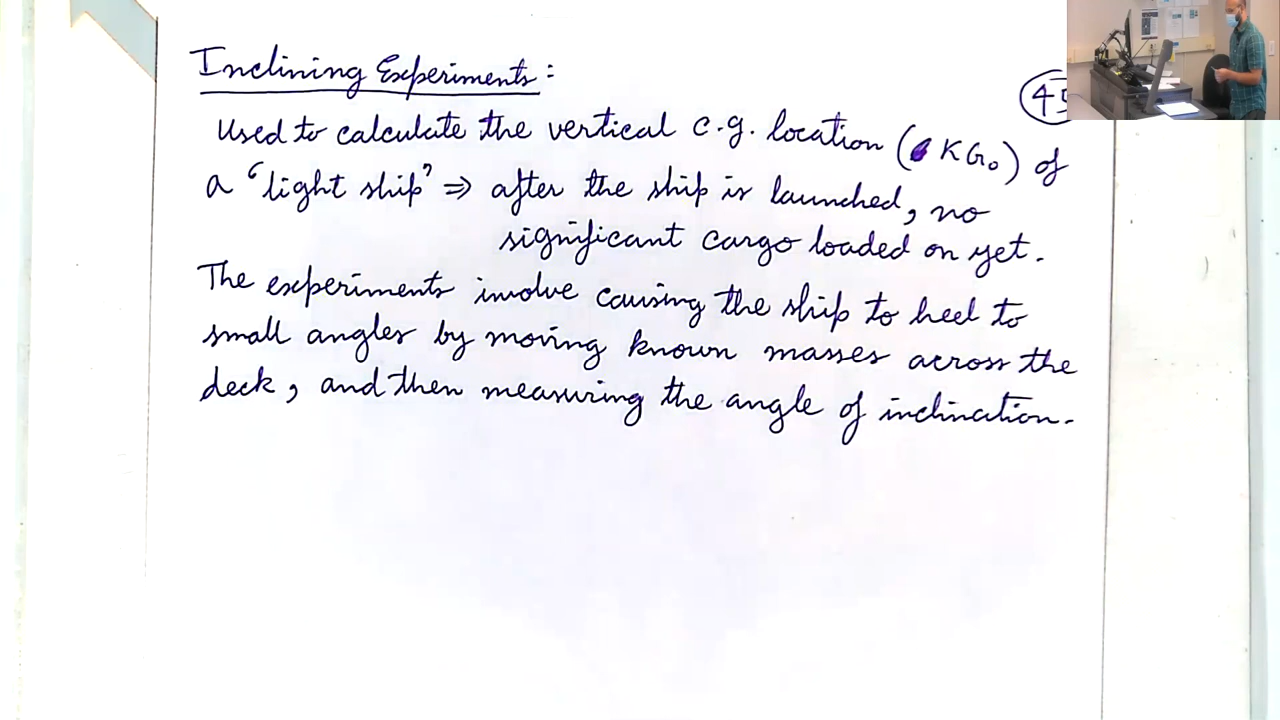 Inclining Experiments:
45
Used to calculate the vertical c.g. location (KG₀) of
a "light ship" ⇒ after the ship is launched, no
significant cargo loaded on yet.
The experiments involve causing the ship to heel to
small angles by moving known masses across the
deck, and then measuring the angle of inclination.